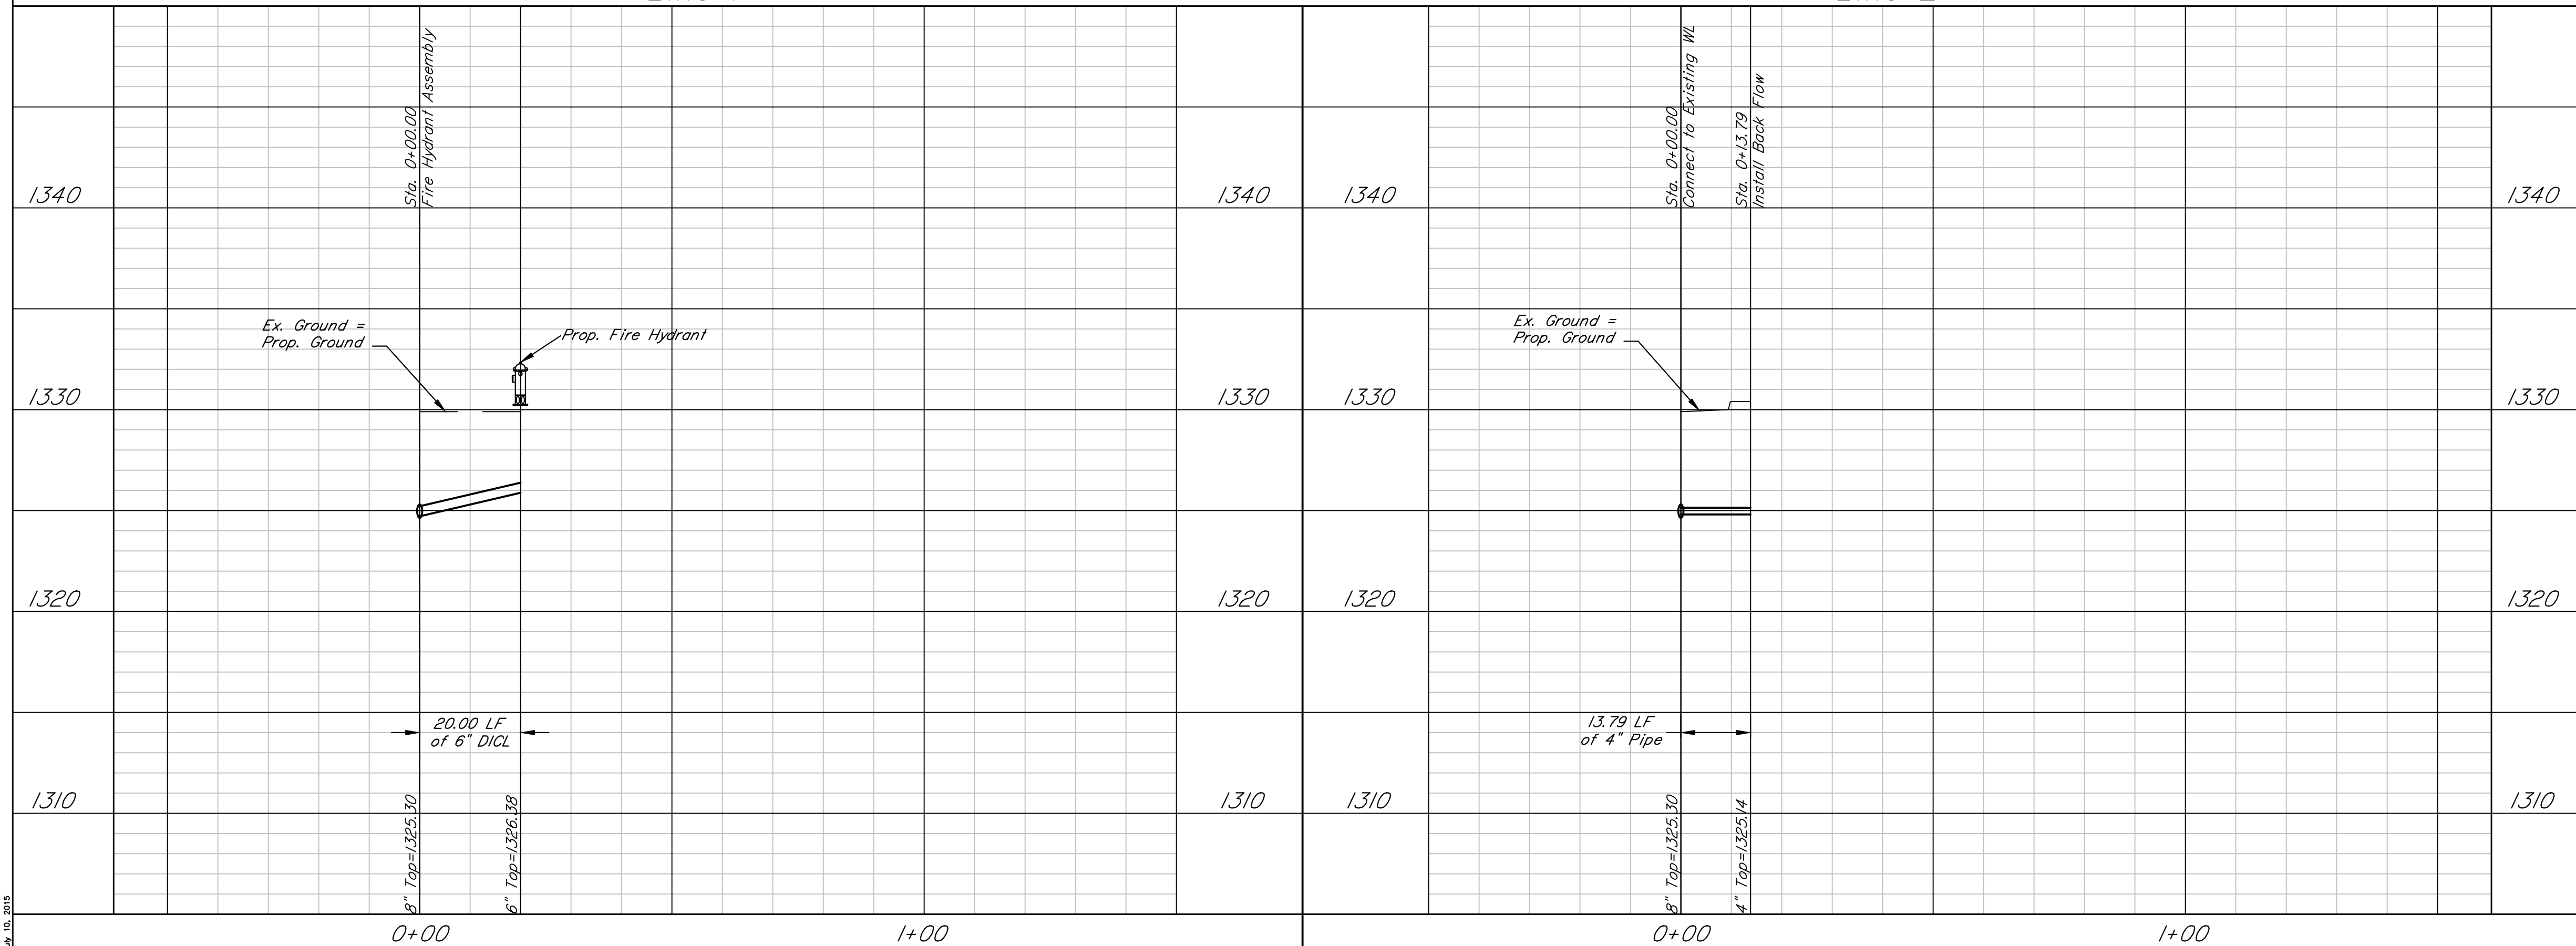 Sta. 0+00.00
Fire Hydrant Assembly
1340
1340
Ex. Ground =
Prop. Ground
Prop. Fire Hydrant
1330
1330
1320
1320
20.00 LF
of 6" DICL
1310
1310
8" Top=1325.30
6" Top=1326.38
0+00
1+00
Sta. 0+00.00
Connect to Existing WL
Sta. 0+13.79
Install Back Flow
1340
1340
Ex. Ground =
Prop. Ground
1330
1330
1320
1320
13.79 LF
of 4" Pipe
1310
1310
8" Top=1325.30
4" Top=1325.14
0+00
1+00
10, 2015